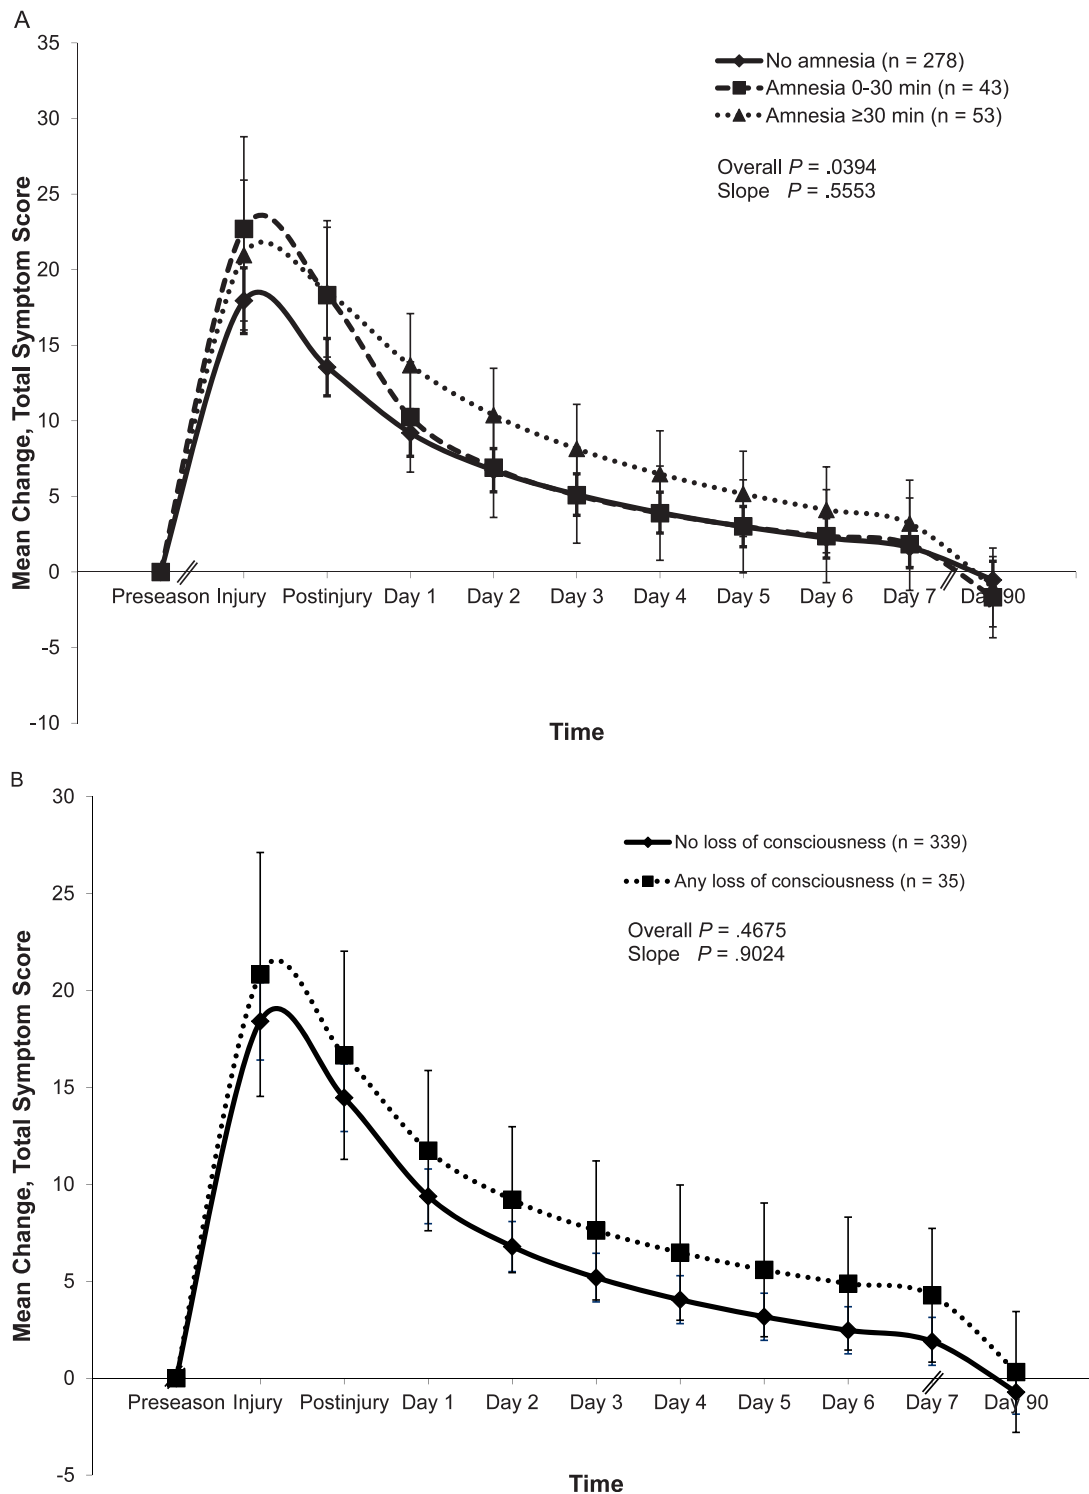 A
35
30
25
20
15
10
5
0
-5
-10
Mean Change, Total Symptom Score
No amnesia (n = 278)
Amnesia 0-30 min (n = 43)
Amnesia ≥30 min (n = 53)
Overall P = .0394
Slope P = .5553
Preseason Injury Postinjury Day 1 Day 2 Day 3 Day 4 Day 5 Day 6 Day 7 Day 90
Time
B
30
25
20
15
10
5
0
-5
Mean Change, Total Symptom Score
No loss of consciousness (n = 339)
Any loss of consciousness (n = 35)
Overall P = .4675
Slope P = .9024
Preseason Injury Postinjury Day 1 Day 2 Day 3 Day 4 Day 5 Day 6 Day 7 Day 90
Time